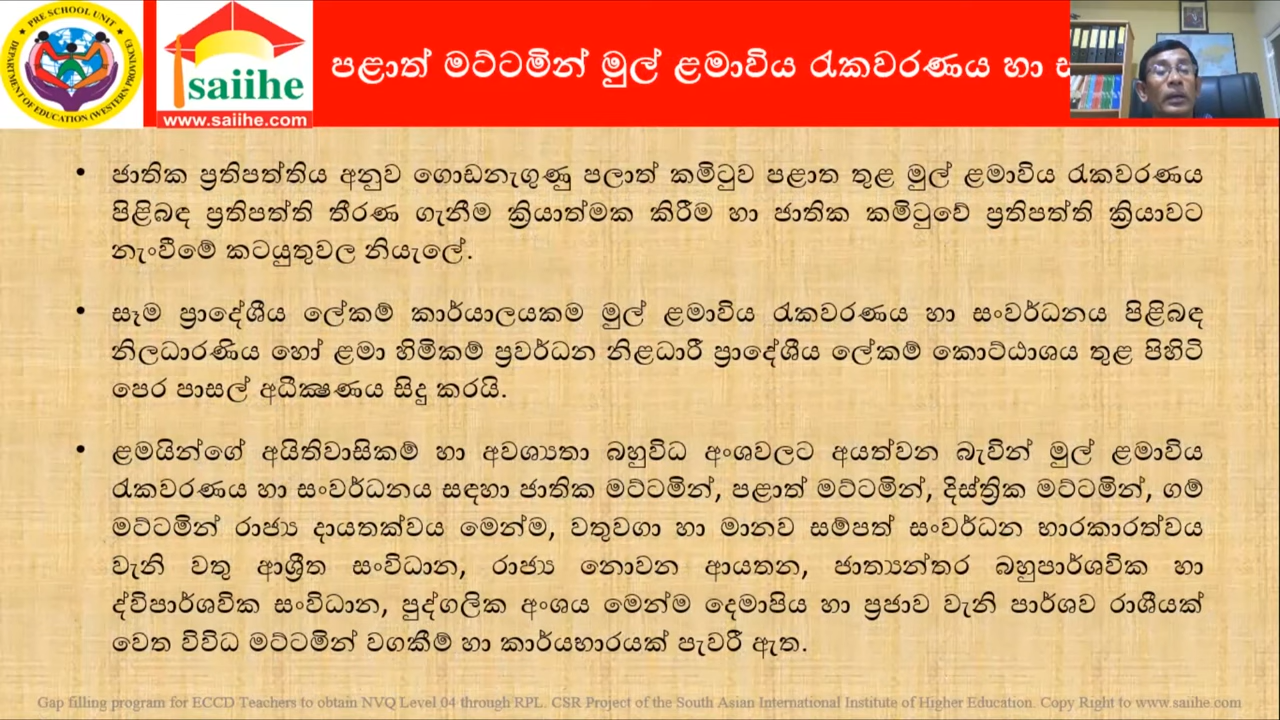 PRE SCHOOL UNIT
DEPARTMENT OF EDUCATION (WESTERN PROVINCE)
saiihe
www.saiihe.com
පළාත් මට්ටමින් මුල් ළමාවිය රැකවරණය හා
• ජාතික ප්‍රතිපත්තිය අනුව ගොඩනැගුණු පලාත් කමිටුව පළාත තුළ මුල් ළමාවිය රැකවරණය
පිළිබඳ ප්‍රතිපත්ති තීරණ ගැනීම ක්‍රියාත්මක කිරීම හා ජාතික කමිටුවේ ප්‍රතිපත්ති ක්‍රියාවට
නැංවීමේ කටයුතුවල නියැලේ.
• සෑම ප්‍රාදේශීය ලේකම් කාර්යාලයකම මුල් ළමාවිය රැකවරණය හා සංවර්ධනය පිළිබඳ
නිලධාරණිය හෝ ළමා හිමිකම් ප්‍රවර්ධන නිළධාරී ප්‍රාදේශීය ලේකම් කොට්ඨාශය තුළ පිහිටි
පෙර පාසල් අධීක්‍ෂණය සිදු කරයි.
• ළමයින්ගේ අයිතිවාසිකම් හා අවශ්‍යතා බහුවිධ අංශවලට අයත්වන බැවින් මුල් ළමාවිය
රැකවරණය හා සංවර්ධනය සඳහා ජාතික මට්ටමින්, පළාත් මට්ටමින්, දිස්ත්‍රික මට්ටමින්, ගම්
මට්ටමින් රාජ්‍ය දායතක්වය මෙන්ම, වතුවගා හා මානව සම්පත් සංවර්ධන භාරකාරත්වය
වැනි වතු ආශ්‍රීත සංවිධාන, රාජ්‍ය නොවන ආයතන, ජාත්‍යන්තර බහුපාර්ශවික හා
ද්විපාර්ශවික සංවිධාන, පුද්ගලික අංශය මෙන්ම දෙමාපිය හා ප්‍රජාව වැනි පාර්ශව රාශීයක්
වෙත විවිධ මට්ටමින් වගකීම් හා කාර්යභාරයක් පැවරී ඇත.
Gap filling program for ECCD Teachers to obtain NVQ Level 04 through RPL. CSR Project of the South Asian International Institute of Higher Education. Copy Right to www.saiihe.com